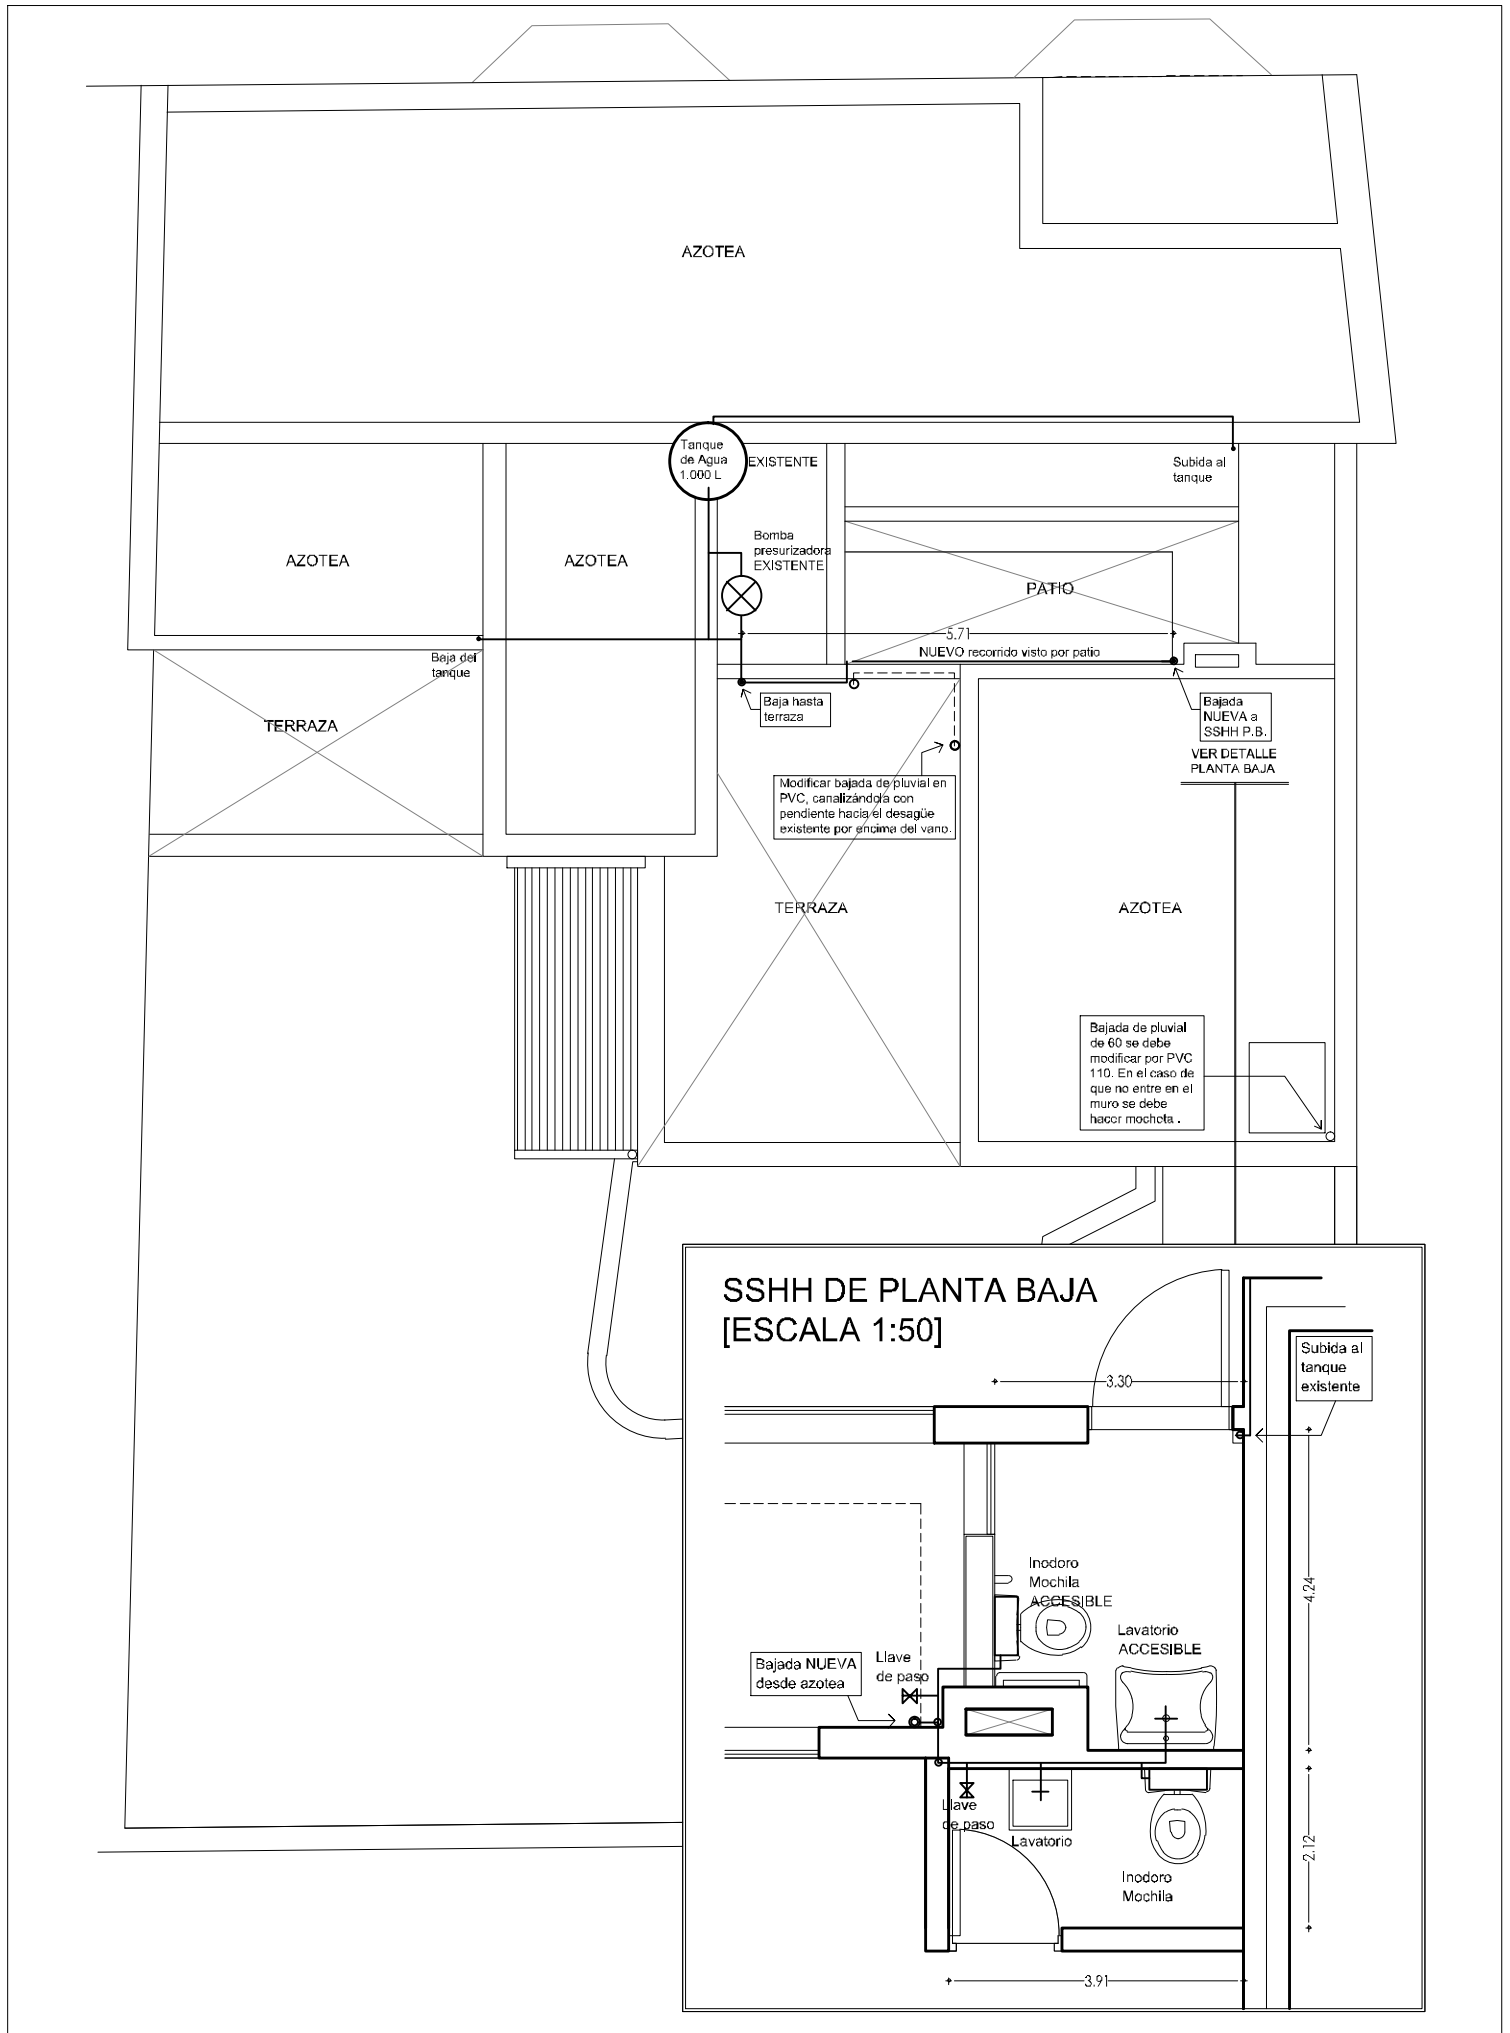 AZOTEA
Tanque
de Agua
1.000 L
EXISTENTE
Subida al
tanque
Bomba
presurizadora
EXISTENTE
AZOTEA
AZOTEA
PATIO
5.71
NUEVO recorrido visto por patio
Baja del
tanque
Baja hasta
terraza
Bajada
NUEVA a
SSHH P.B.
TERRAZA
VER DETALLE
PLANTA BAJA
Modificar bajada de pluvial en
PVC, canalizándola con
pendiente hacia el desagüe
existente por encima del vano.
TERRAZA
AZOTEA
Bajada de pluvial
de 60 se debe
modificar por PVC
110. En el caso de
que no entre en el
muro se debe
hacer mocheta .
SSHH DE PLANTA BAJA
[ESCALA 1:50]
Subida al
tanque
existente
3.30
4.24
Inodoro
Mochila
ACCESIBLE
Lavatorio
ACCESIBLE
Bajada NUEVA
desde azotea
Llave
de paso
Llave
de paso
Lavatorio
2.12
Inodoro
Mochila
3.91